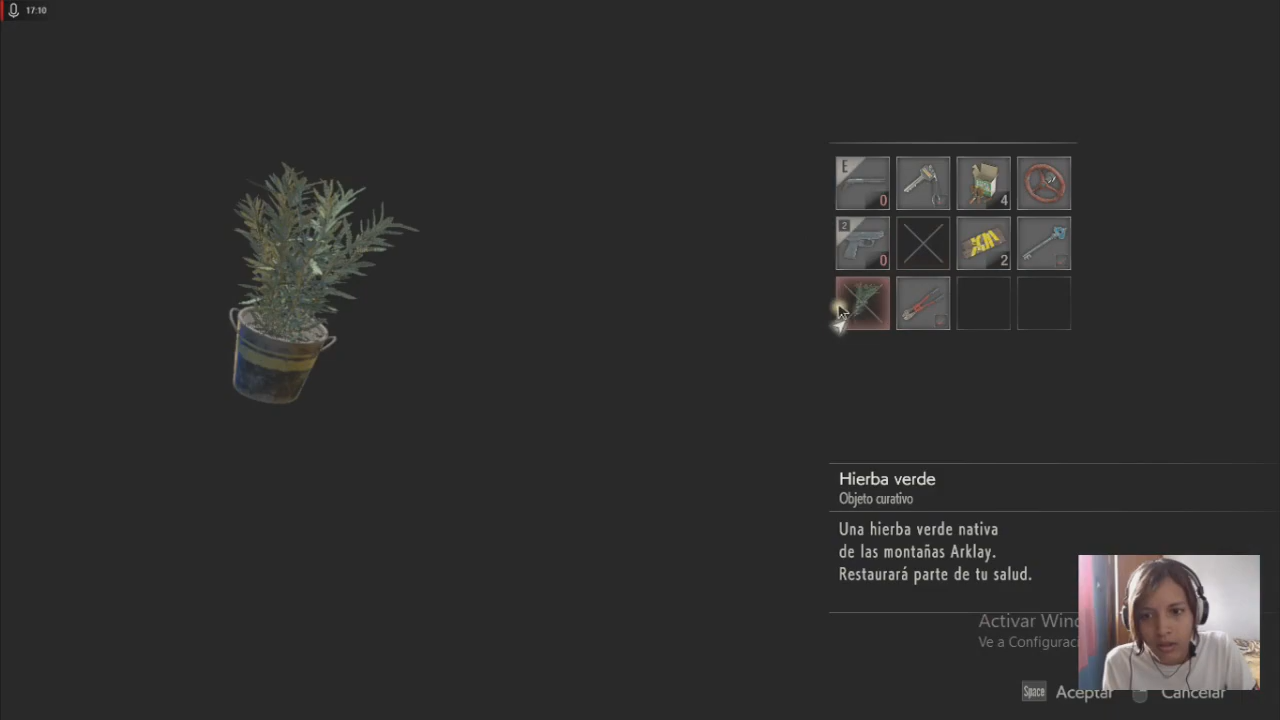 17:10
E
0
4
2
0
2
Hierba verde
Objeto curativo
Una hierba verde nativa
de las montañas Arklay.
Restaurará parte de tu salud.
Activar Wind
Ve a Configuraci
Space Aceptar
Cancelar